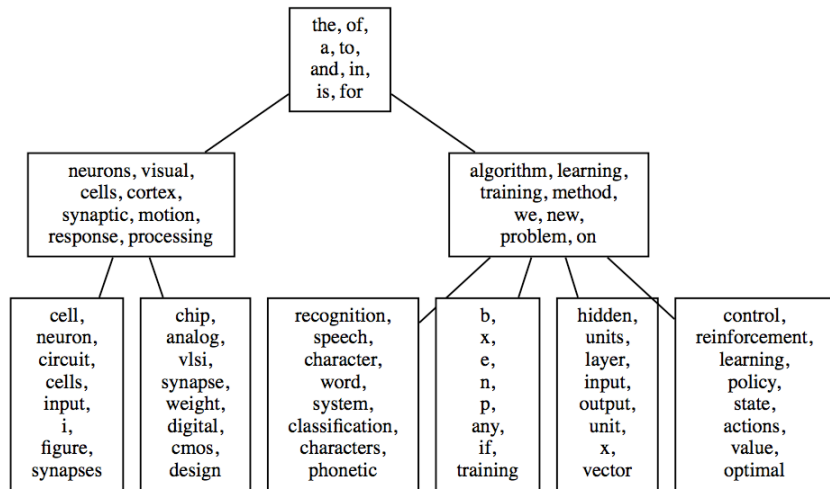 the, of,
a, to,
and, in,
is, for
neurons, visual,
cells, cortex,
synaptic, motion,
response, processing
algorithm, learning,
training, method,
we, new,
problem, on
cell,
neuron,
circuit,
cells,
input,
i,
figure,
synapses
chip,
analog,
vlsi,
synapse,
weight,
digital,
cmos,
design
recognition,
speech,
character,
word,
system,
classification,
characters,
phonetic
b,
x,
e,
n,
p,
any,
if,
training
hidden,
units,
layer,
input,
output,
unit,
x,
vector
control,
reinforcement,
learning,
policy,
state,
actions,
value,
optimal